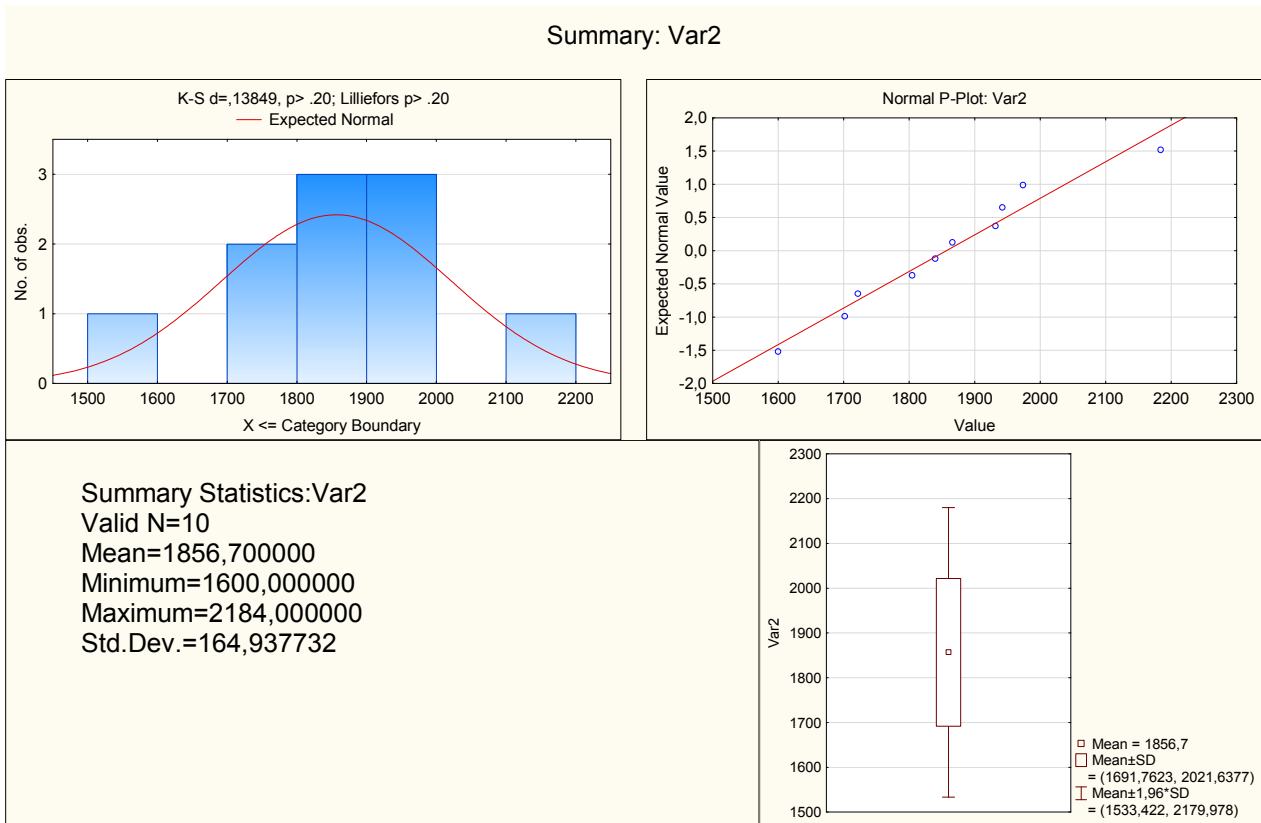 Summary: Var2
K-S d=,13849, p> .20; Lilliefors p> .20
Expected Normal
No. of obs.
3
2
1
0
1500 1600 1700 1800 1900 2000 2100 2200
X <= Category Boundary
Normal P-Plot: Var2
Expected Normal Value
2,0
1,5
1,0
0,5
0,0
-0,5
-1,0
-1,5
-2,0
1500 1600 1700 1800 1900 2000 2100 2200 2300
Value
Summary Statistics:Var2
Valid N=10
Mean=1856,700000
Minimum=1600,000000
Maximum=2184,000000
Std.Dev.=164,937732
Var2
2300
2200
2100
2000
1900
1800
1700
1600
1500
Mean = 1856,7
Mean±SD
= (1691,7623, 2021,6377)
Mean±1,96*SD
= (1533,422, 2179,978)